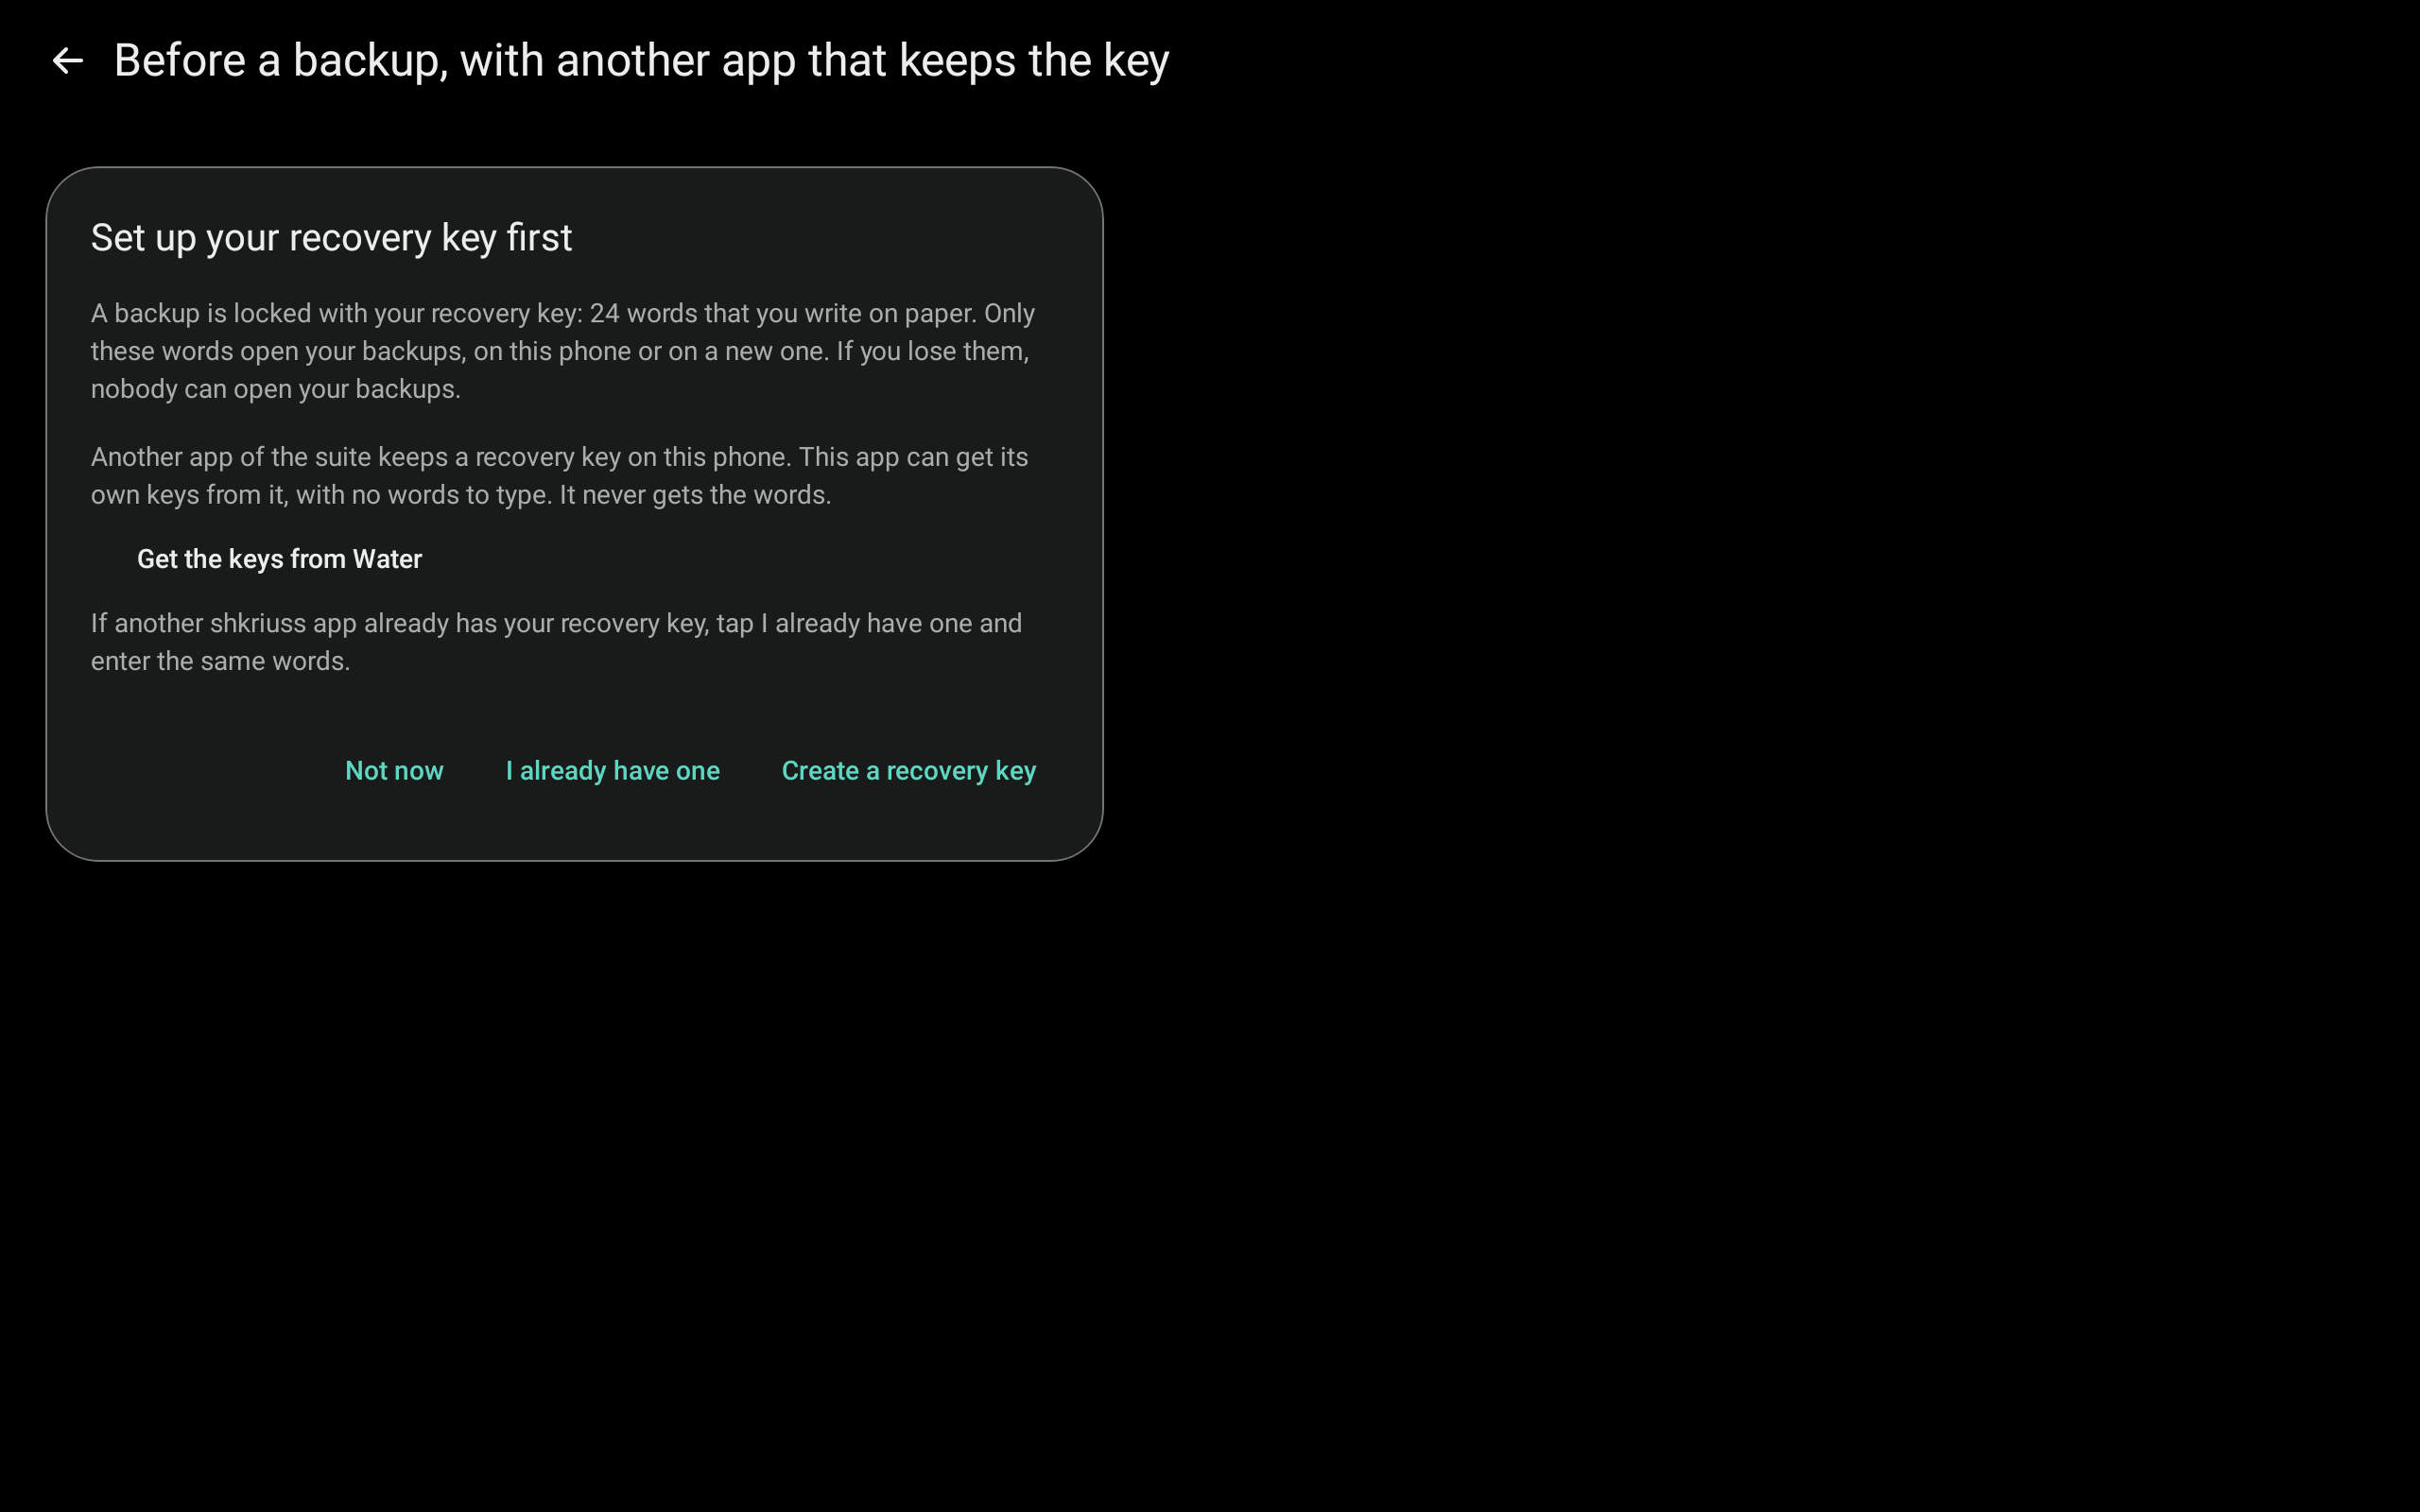 Before a backup, with another app that keeps the key
Set up your recovery key first
A backup is locked with your recovery key: 24 words that you write on paper. Only
these words open your backups, on this phone or on a new one. If you lose them,
nobody can open your backups.
Another app of the suite keeps a recovery key on this phone. This app can get its
own keys from it, with no words to type. It never gets the words.
Get the keys from Water
If another shkriuss app already has your recovery key, tap I already have one and
enter the same words.
Not now I already have one Create a recovery key